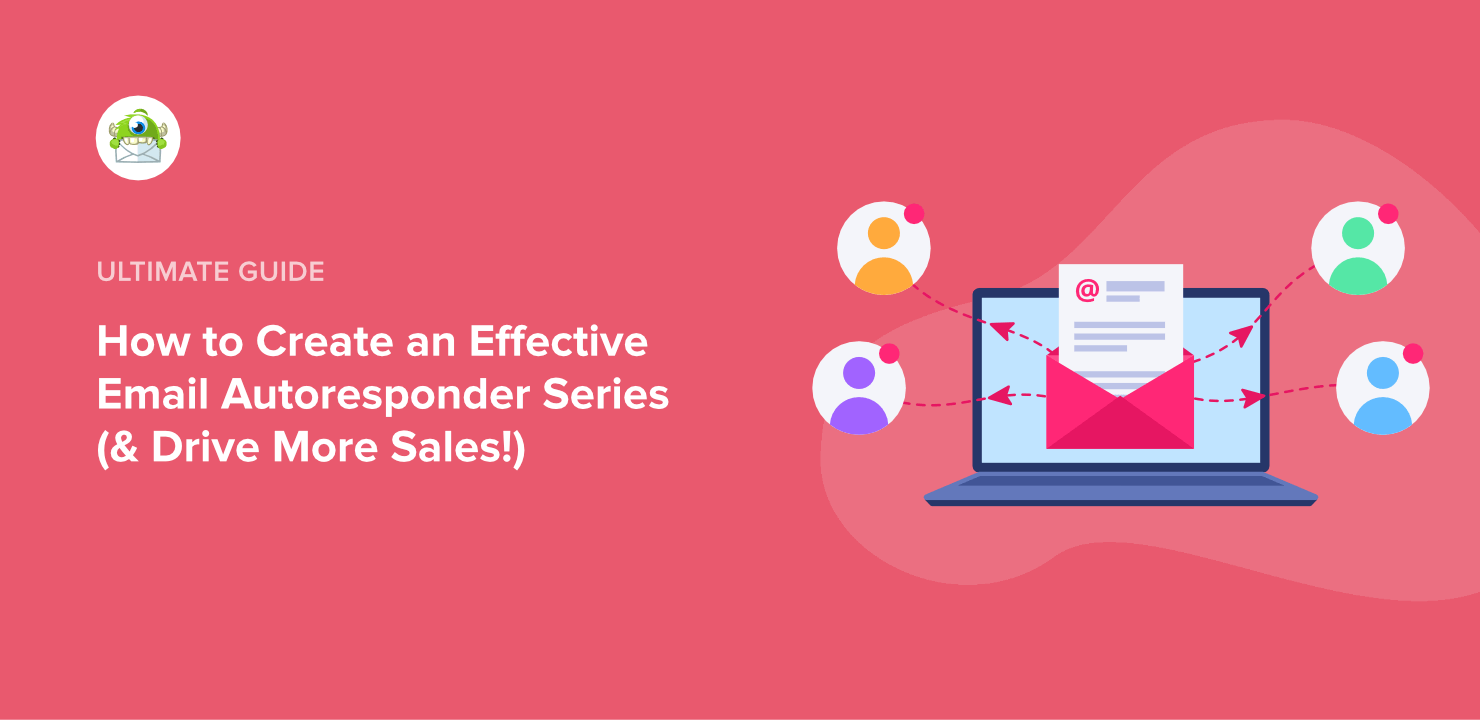 ULTIMATE GUIDE
How to Create an Effective
Email Autoresponder Series
(& Drive More Sales!)
@